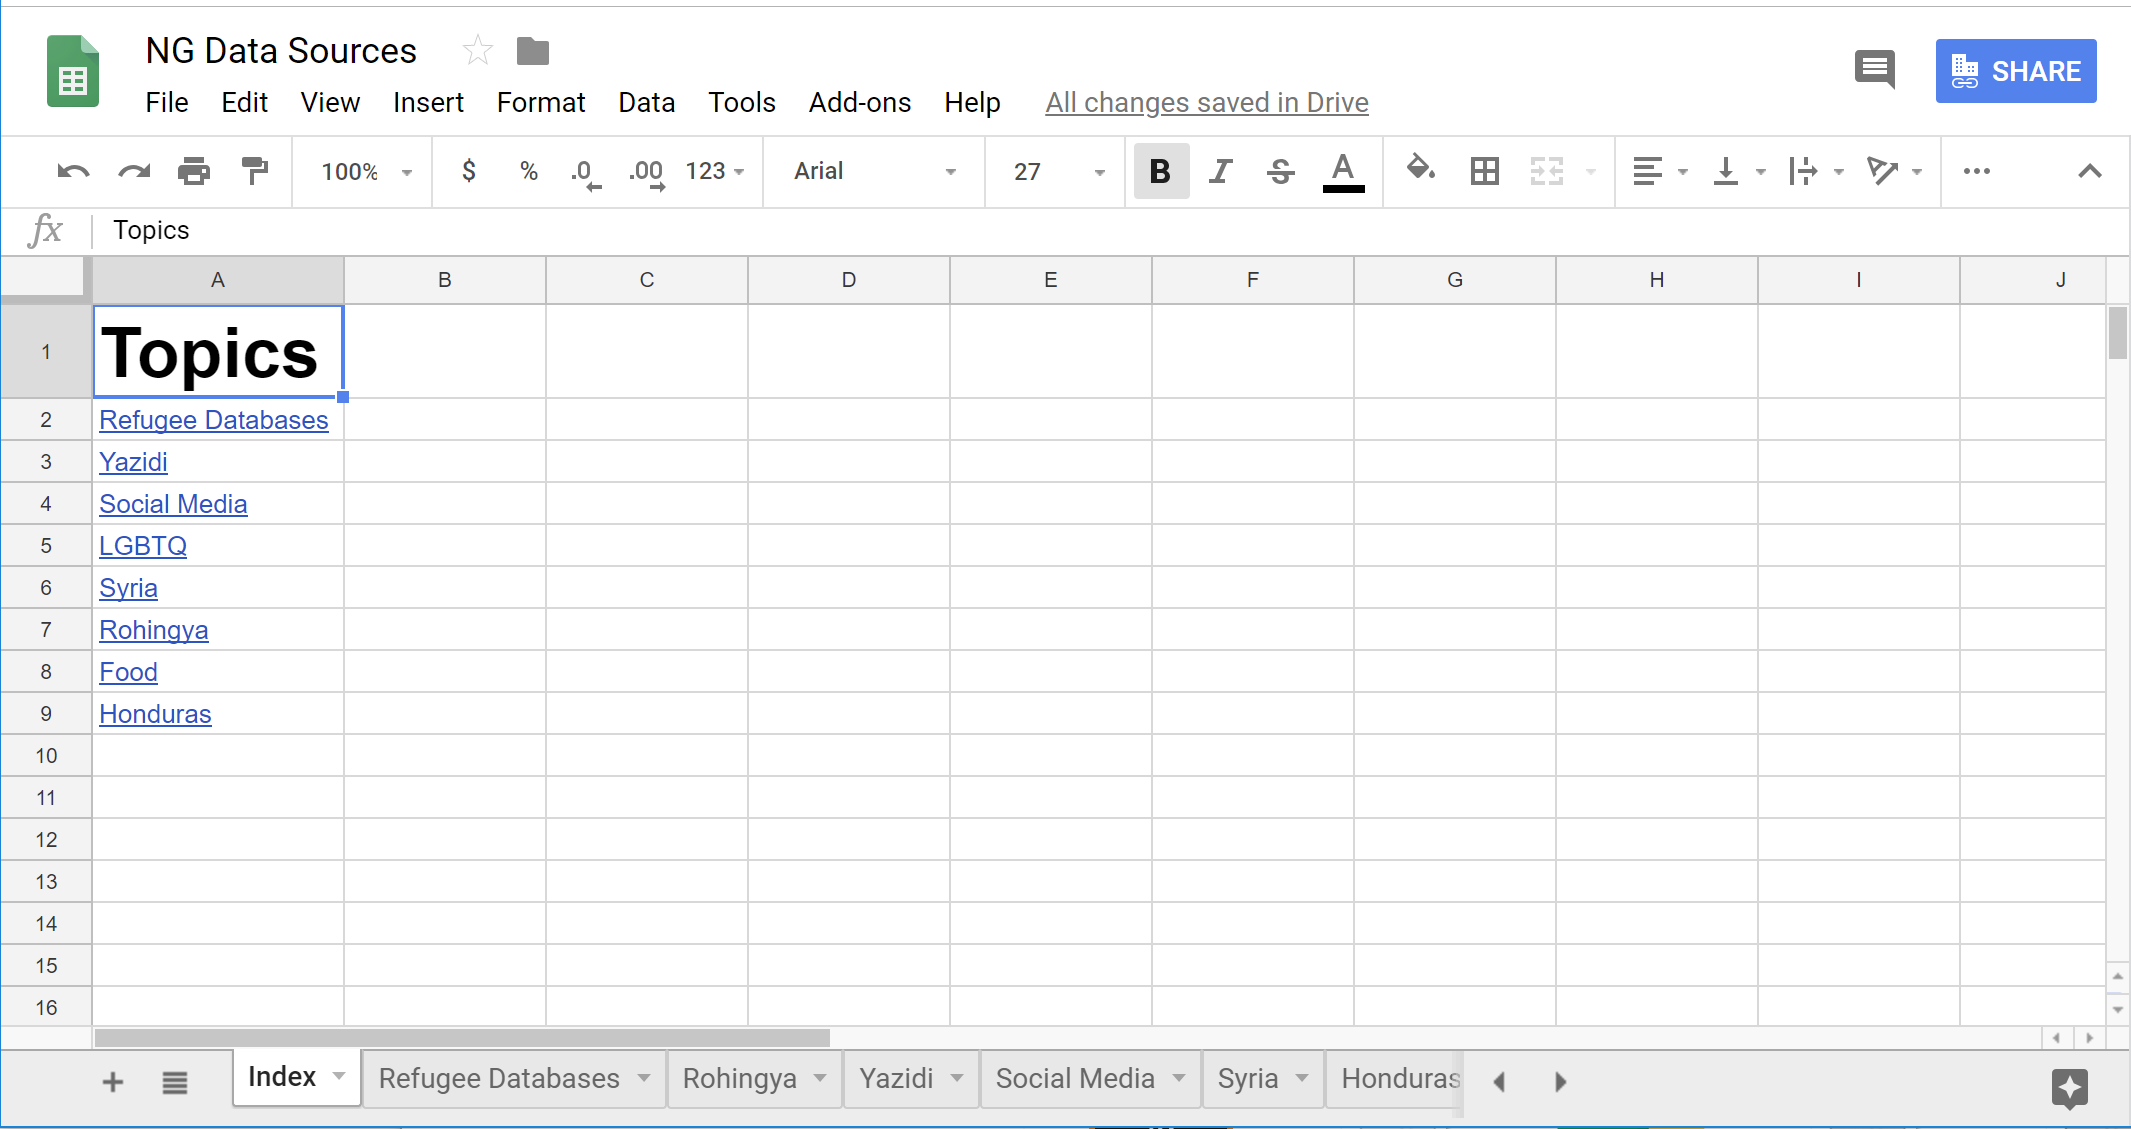 NG Data Sources
File Edit View Insert Format Data Tools Add-ons Help All changes saved in Drive
SHARE
100% $ % .0 .00 123 Arial 27 B I S A
fx Topics
A B C D E F G H I J
1 Topics
2 Refugee Databases
3 Yazidi
4 Social Media
5 LGBTQ
6 Syria
7 Rohingya
8 Food
9 Honduras
10
11
12
13
14
15
16
Index Refugee Databases Rohingya Yazidi Social Media Syria Honduras